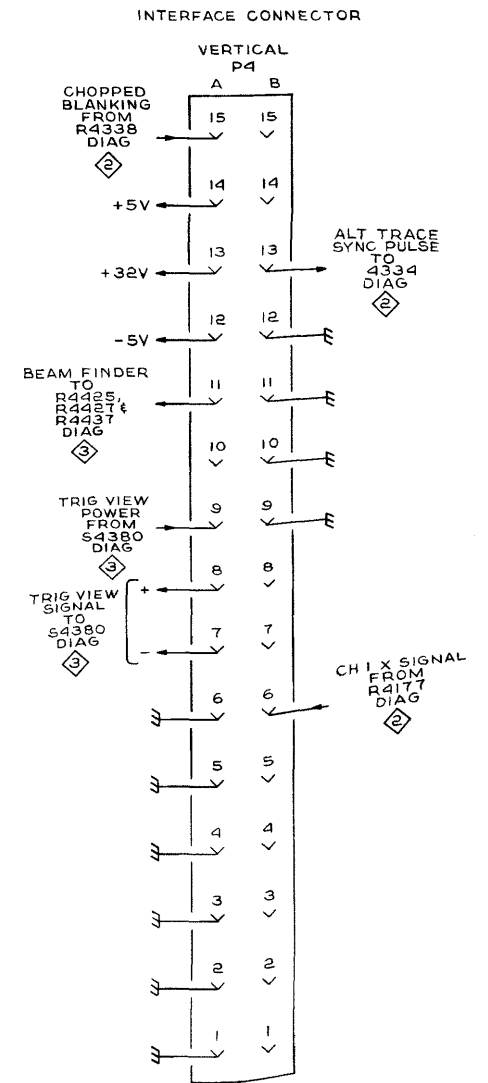 INTERFACE CONNECTOR
VERTICAL
P4
A B
CHOPPED
BLANKING
FROM
R4338
DIAG
2
15 15
14 14
+5V
13 13
+32V
ALT TRACE
SYNC PULSE
TO
4334
DIAG
2
12 12
-5V
BEAM FINDER
TO
R4425,
R4427 &
R4437
DIAG
3
11 11
10 10
TRIG VIEW
POWER
FROM
S4380
DIAG
3
9 9
8 8
+
TRIG VIEW
SIGNAL
TO
S4380
DIAG
3
7 7
-
6 6
CH 1 X SIGNAL
FROM
R4177
DIAG
2
5 5
4 4
3 3
2 2
1 1